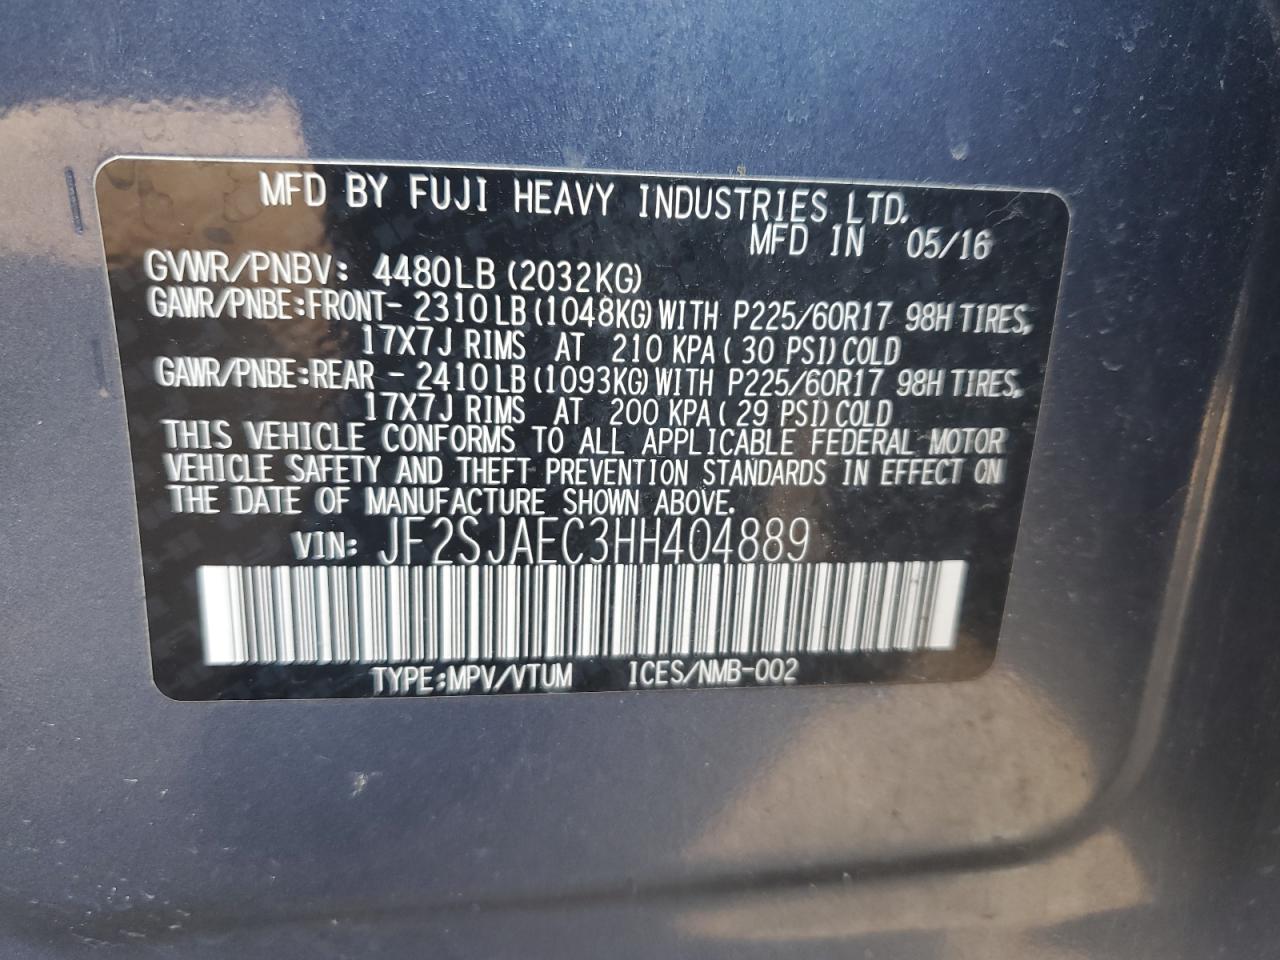 MFD BY FUJI HEAVY INDUSTRIES LTD.
MFD IN 05/16
GVWR/PNBV: 4480LB (2032KG)
GAWR/PNBE:FRONT- 2310LB (1048KG) WITH P225/60R17 98H TIRES,
17X7J RIMS AT 210 KPA ( 30 PSI) COLD
GAWR/PNBE:REAR - 2410LB (1093KG) WITH P225/60R17 98H TIRES,
17X7J RIMS AT 200 KPA ( 29 PSI) COLD
THIS VEHICLE CONFORMS TO ALL APPLICABLE FEDERAL MOTOR
VEHICLE SAFETY AND THEFT PREVENTION STANDARDS IN EFFECT ON
THE DATE OF MANUFACTURE SHOWN ABOVE.
VIN: JF2SJAEC3HH404889
TYPE:MPV/VTUM ICES/NMB-002